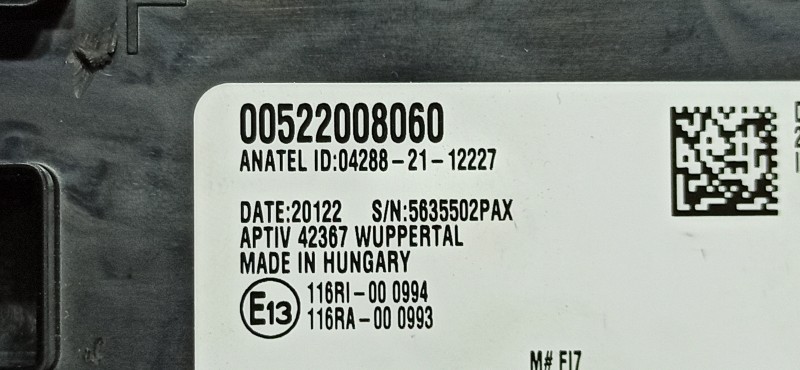 00522008060
ANATEL ID:04288-21-12227
DATE:20122 S/N:5635502PAX
APTIV 42367 WUPPERTAL
MADE IN HUNGARY
E13
116RI-00 0994
116RA-00 0993